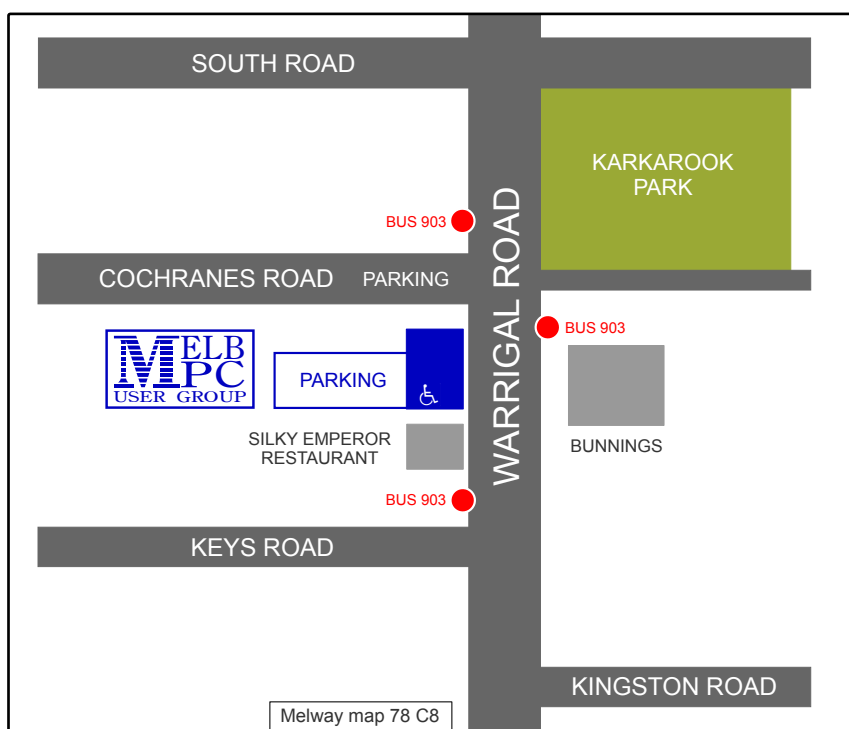 SOUTH ROAD
KARKAROOK
PARK
BUS 903
WARRIGAL ROAD
COCHRANES ROAD
PARKING
BUS 903
MELB
PC
USER GROUP
PARKING
SILKY EMPEROR
RESTAURANT
BUNNINGS
BUS 903
KEYS ROAD
KINGSTON ROAD
Melway map 78 C8